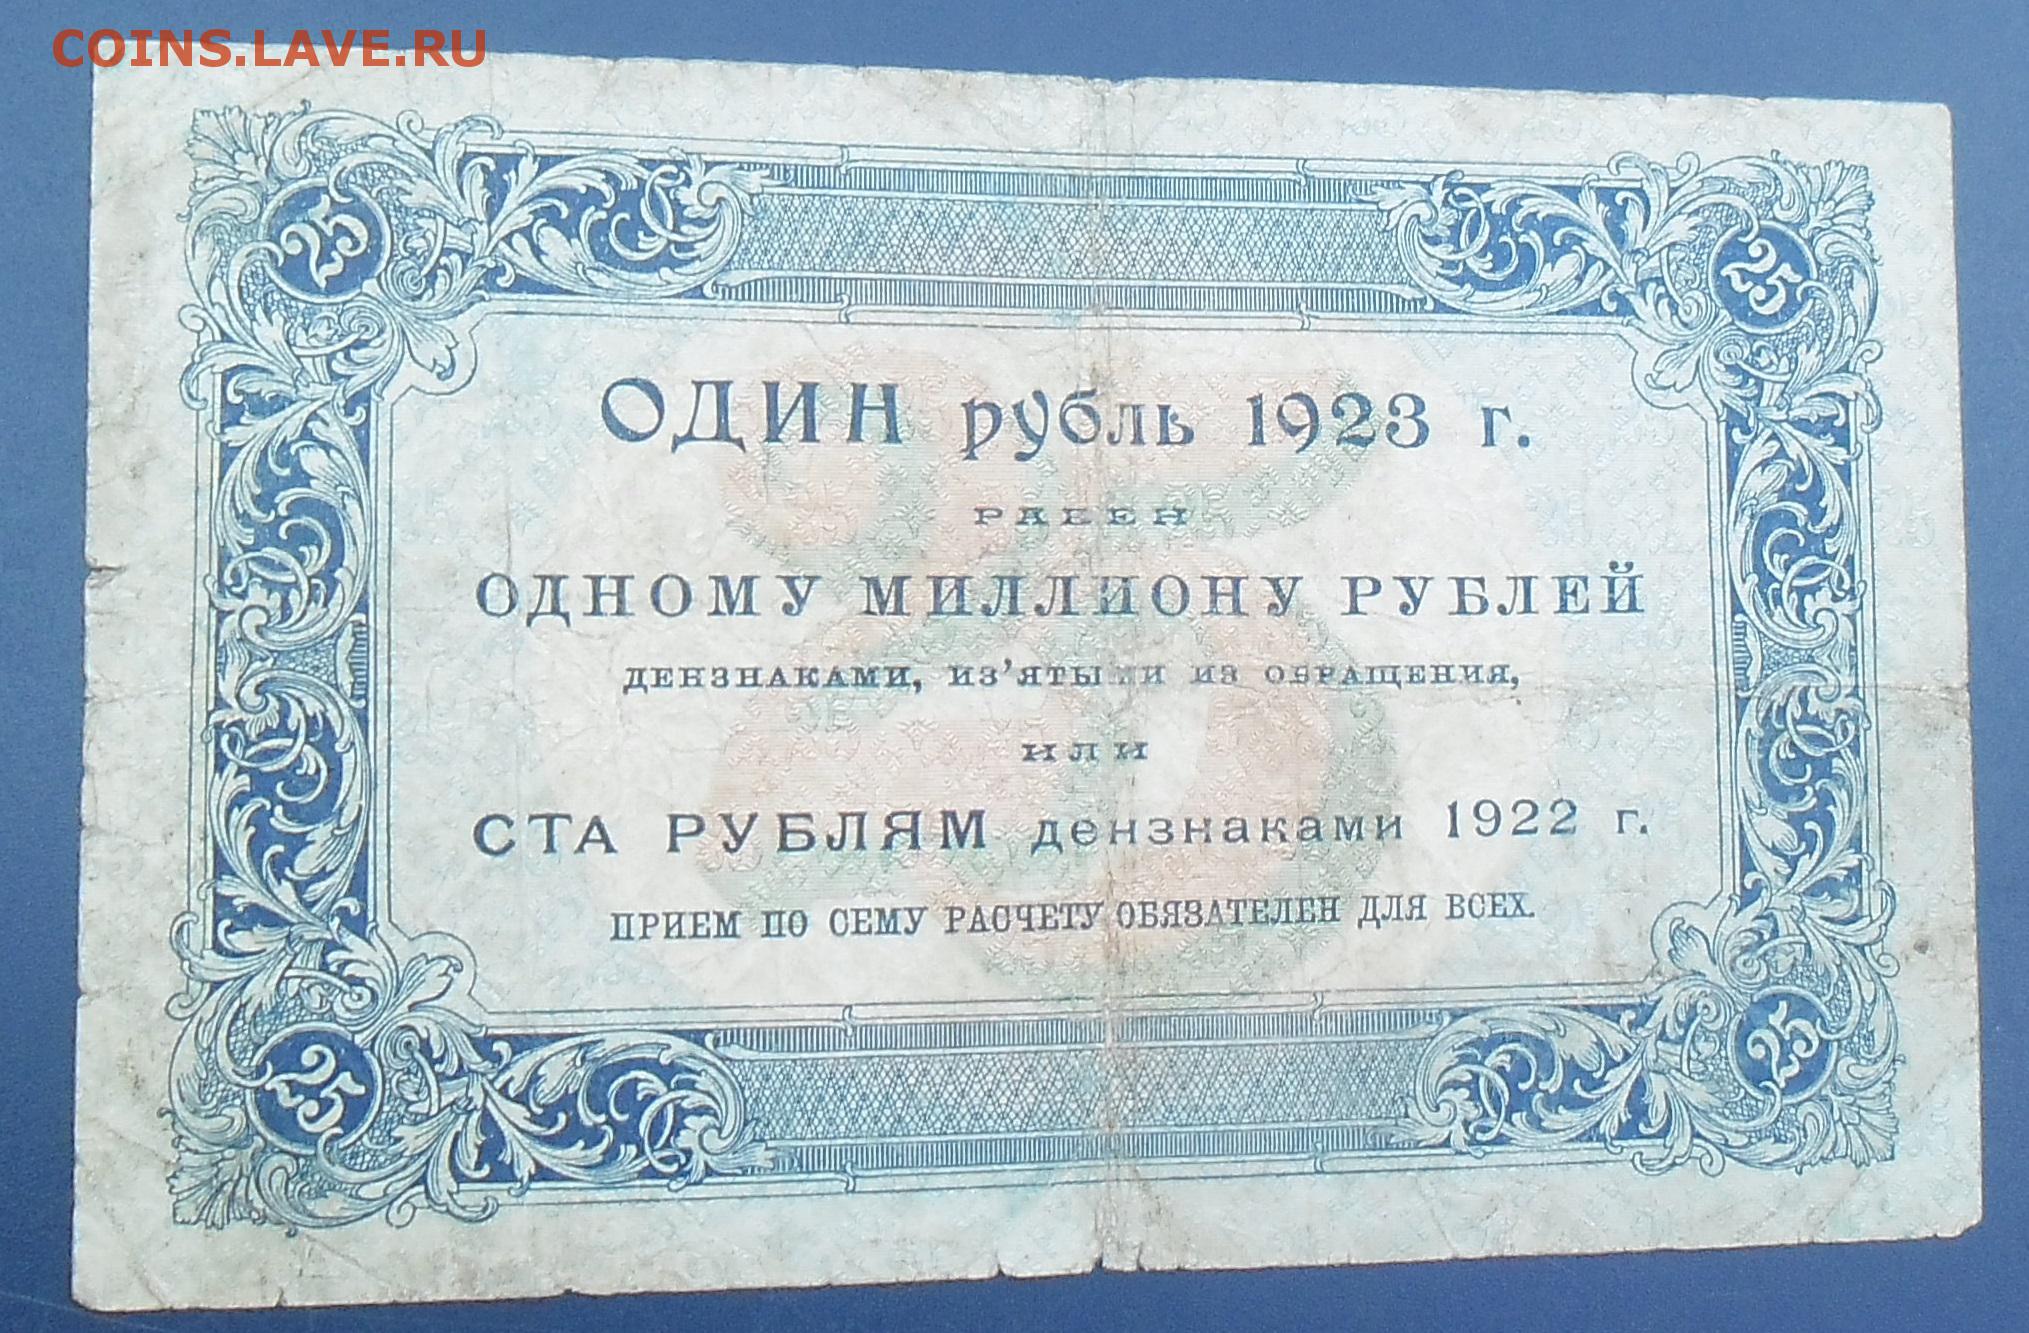 COINS.LAVE.RU
25 25
ОДИН рубль 1923 г.
РАВЕН
ОДНОМУ МИЛЛИОНУ РУБЛЕЙ
ДЕНЗНАКАМИ, ИЗ'ЯТЫМИ ИЗ ОБРАЩЕНИЯ,
ИЛИ
СТА РУБЛЯМ дензнаками 1922 г.
ПРИЕМ ПО СЕМУ РАСЧЕТУ ОБЯЗАТЕЛЕН ДЛЯ ВСЕХ.
25 25